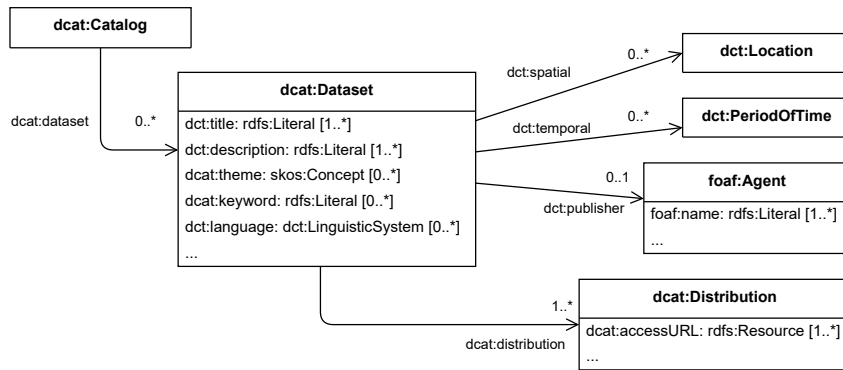 dcat:Catalog
dcat:dataset
0..*
dcat:Dataset
dct:title: rdfs:Literal [1..*]
dct:description: rdfs:Literal [1..*]
dcat:theme: skos:Concept [0..*]
dcat:keyword: rdfs:Literal [0..*]
dct:language: dct:LinguisticSystem [0..*]
...
dct:spatial
0..*
dct:Location
dct:temporal
0..*
dct:PeriodOfTime
0..1
dct:publisher
foaf:Agent
foaf:name: rdfs:Literal [1..*]
...
1..*
dcat:distribution
dcat:Distribution
dcat:accessURL: rdfs:Resource [1..*]
...